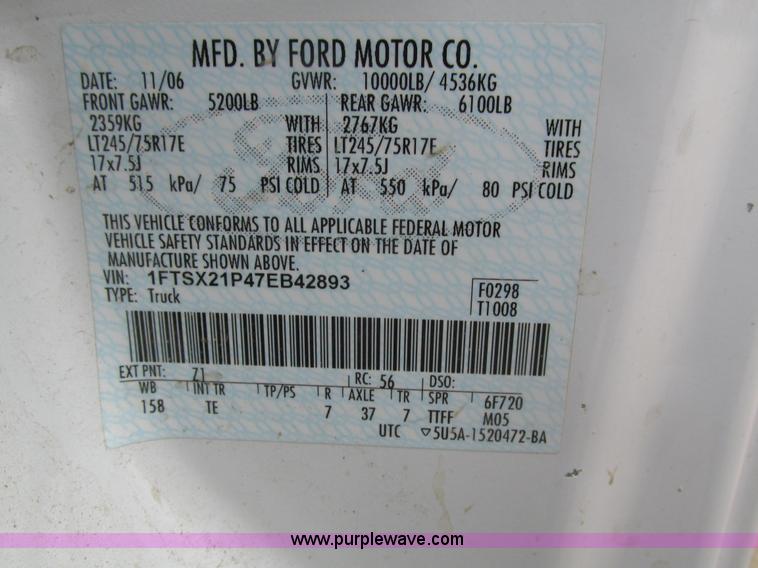 MFD. BY FORD MOTOR CO.
DATE: 11/06 GVWR: 10000LB/ 4536KG
FRONT GAWR: 5200LB REAR GAWR: 6100LB
2359KG WITH 2767KG WITH
LT245/75R17E TIRES LT245/75R17E TIRES
17x7.5J RIMS 17x7.5J RIMS
AT 515 kPa/ 75 PSI COLD AT 550 kPa/ 80 PSI COLD
THIS VEHICLE CONFORMS TO ALL APPLICABLE FEDERAL MOTOR
VEHICLE SAFETY STANDARDS IN EFFECT ON THE DATE OF
MANUFACTURE SHOWN ABOVE.
VIN: 1FTSX21P47EB42893 F0298
TYPE: Truck T1008
EXT PNT: Z1 RC: 56 DSO:
WB INT TR TP/PS R AXLE TR SPR 6F720
158 TE 7 37 7 TTFF M05
UTC ▽5U5A-1520472-BA
www.purplewave.com